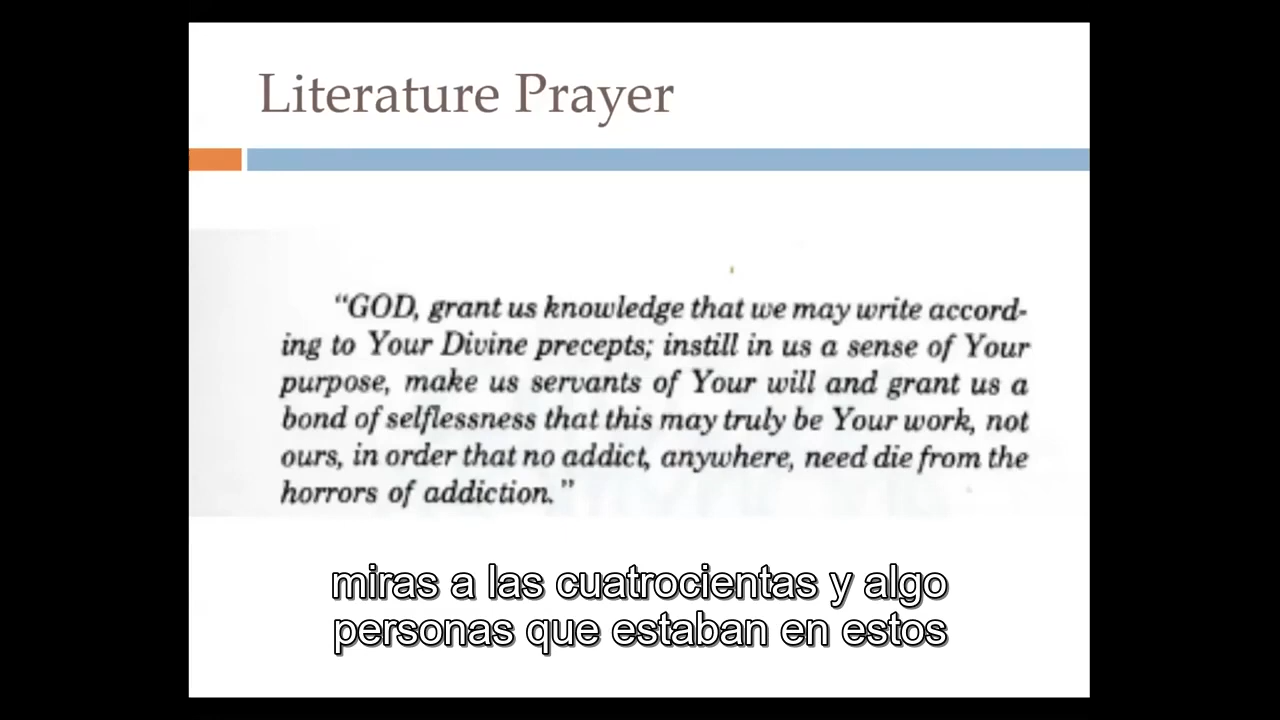 Literature Prayer
“GOD, grant us knowledge that we may write accord-
ing to Your Divine precepts; instill in us a sense of Your
purpose, make us servants of Your will and grant us a
bond of selflessness that this may truly be Your work, not
ours, in order that no addict, anywhere, need die from the
horrors of addiction.”
miras a las cuatrocientas y algo
personas que estaban en estos